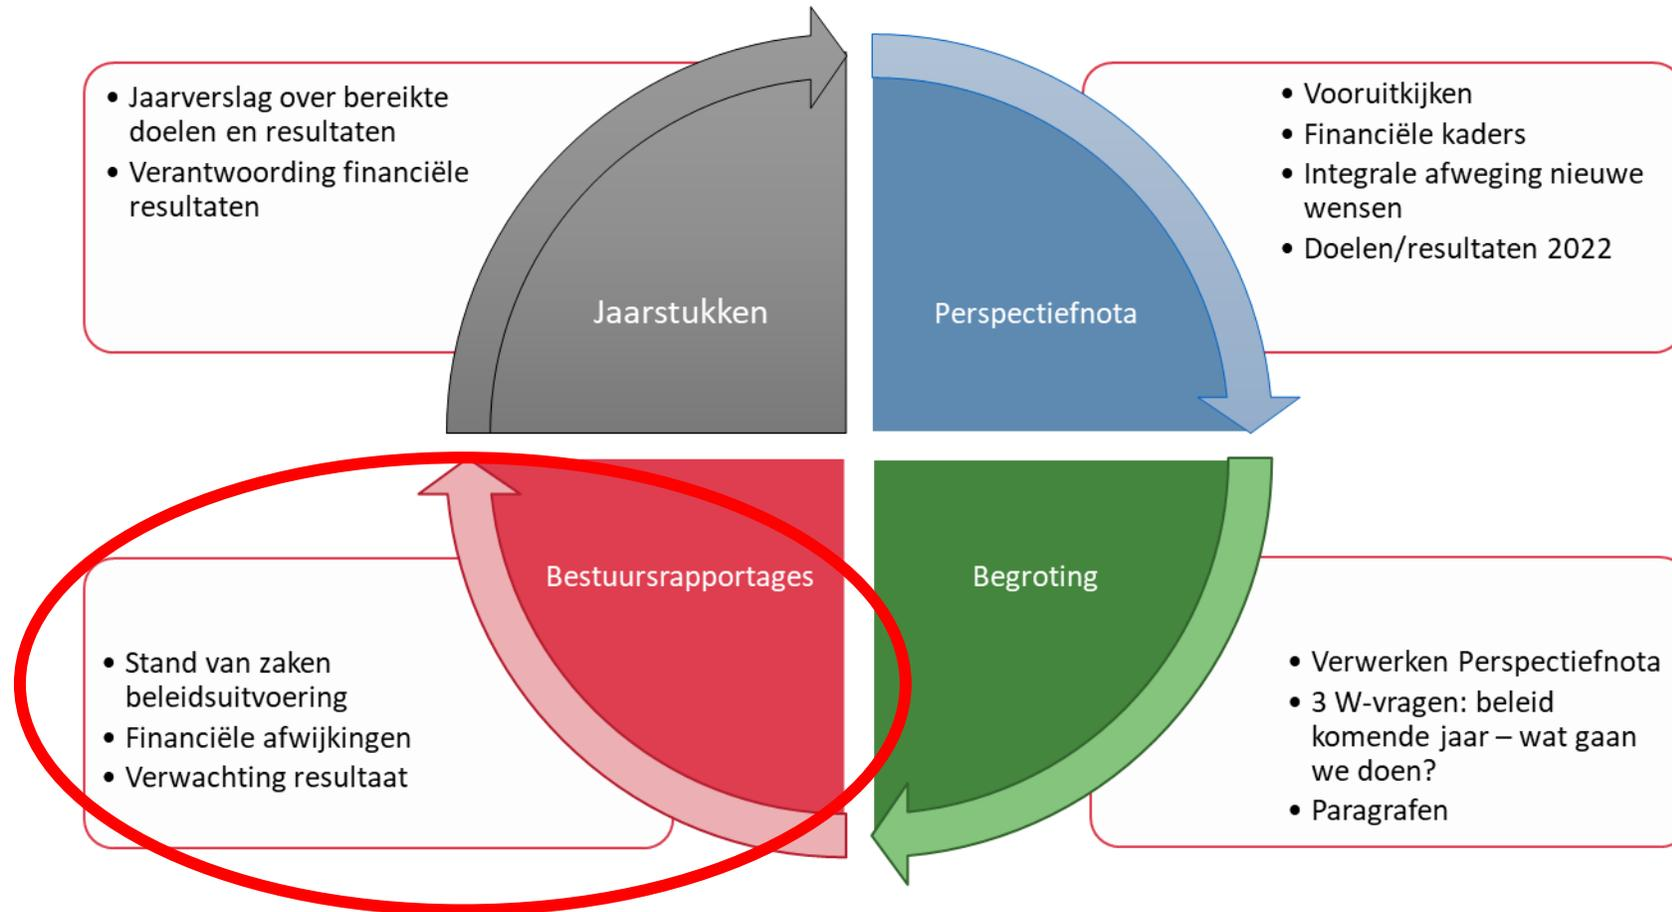 • Jaarverslag over bereikte
doelen en resultaten
• Verantwoording financiële
resultaten
Jaarstukken
• Vooruitkijken
• Financiële kaders
• Integrale afweging nieuwe
wensen
• Doelen/resultaten 2022
Perspectiefnota
Bestuursrapportages
• Stand van zaken
beleidsuitvoering
• Financiële afwijkingen
• Verwachting resultaat
Begroting
• Verwerken Perspectiefnota
• 3 W-vragen: beleid
komende jaar – wat gaan
we doen?
• Paragrafen